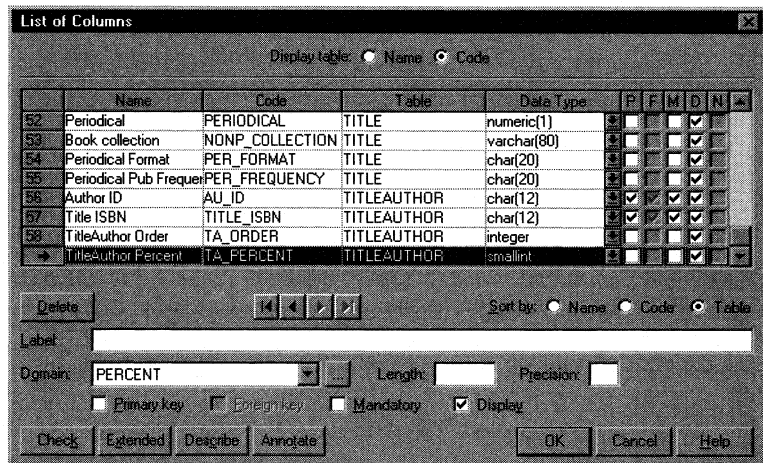 List of Columns
Display table: Name Code
Name Code Table Data Type P F M D N
52 Periodical PERIODICAL TITLE numeric(1)
53 Book collection NONP_COLLECTION TITLE varchar(80)
54 Periodical Format PER_FORMAT TITLE char(20)
55 Periodical Pub Frequer PER_FREQUENCY TITLE char(20)
56 Author ID AU_ID TITLEAUTHOR char(12)
57 Title ISBN TITLE_ISBN TITLEAUTHOR char(12)
58 TitleAuthor Order TA_ORDER TITLEAUTHOR integer
TitleAuthor Percent TA_PERCENT TITLEAUTHOR smallint
Delete Sort by: Name Code Table
Label:
Domain: PERCENT ... Length: Precision:
Primary key Foreign key Mandatory Display
Check Extended Describe Annotate OK Cancel Help